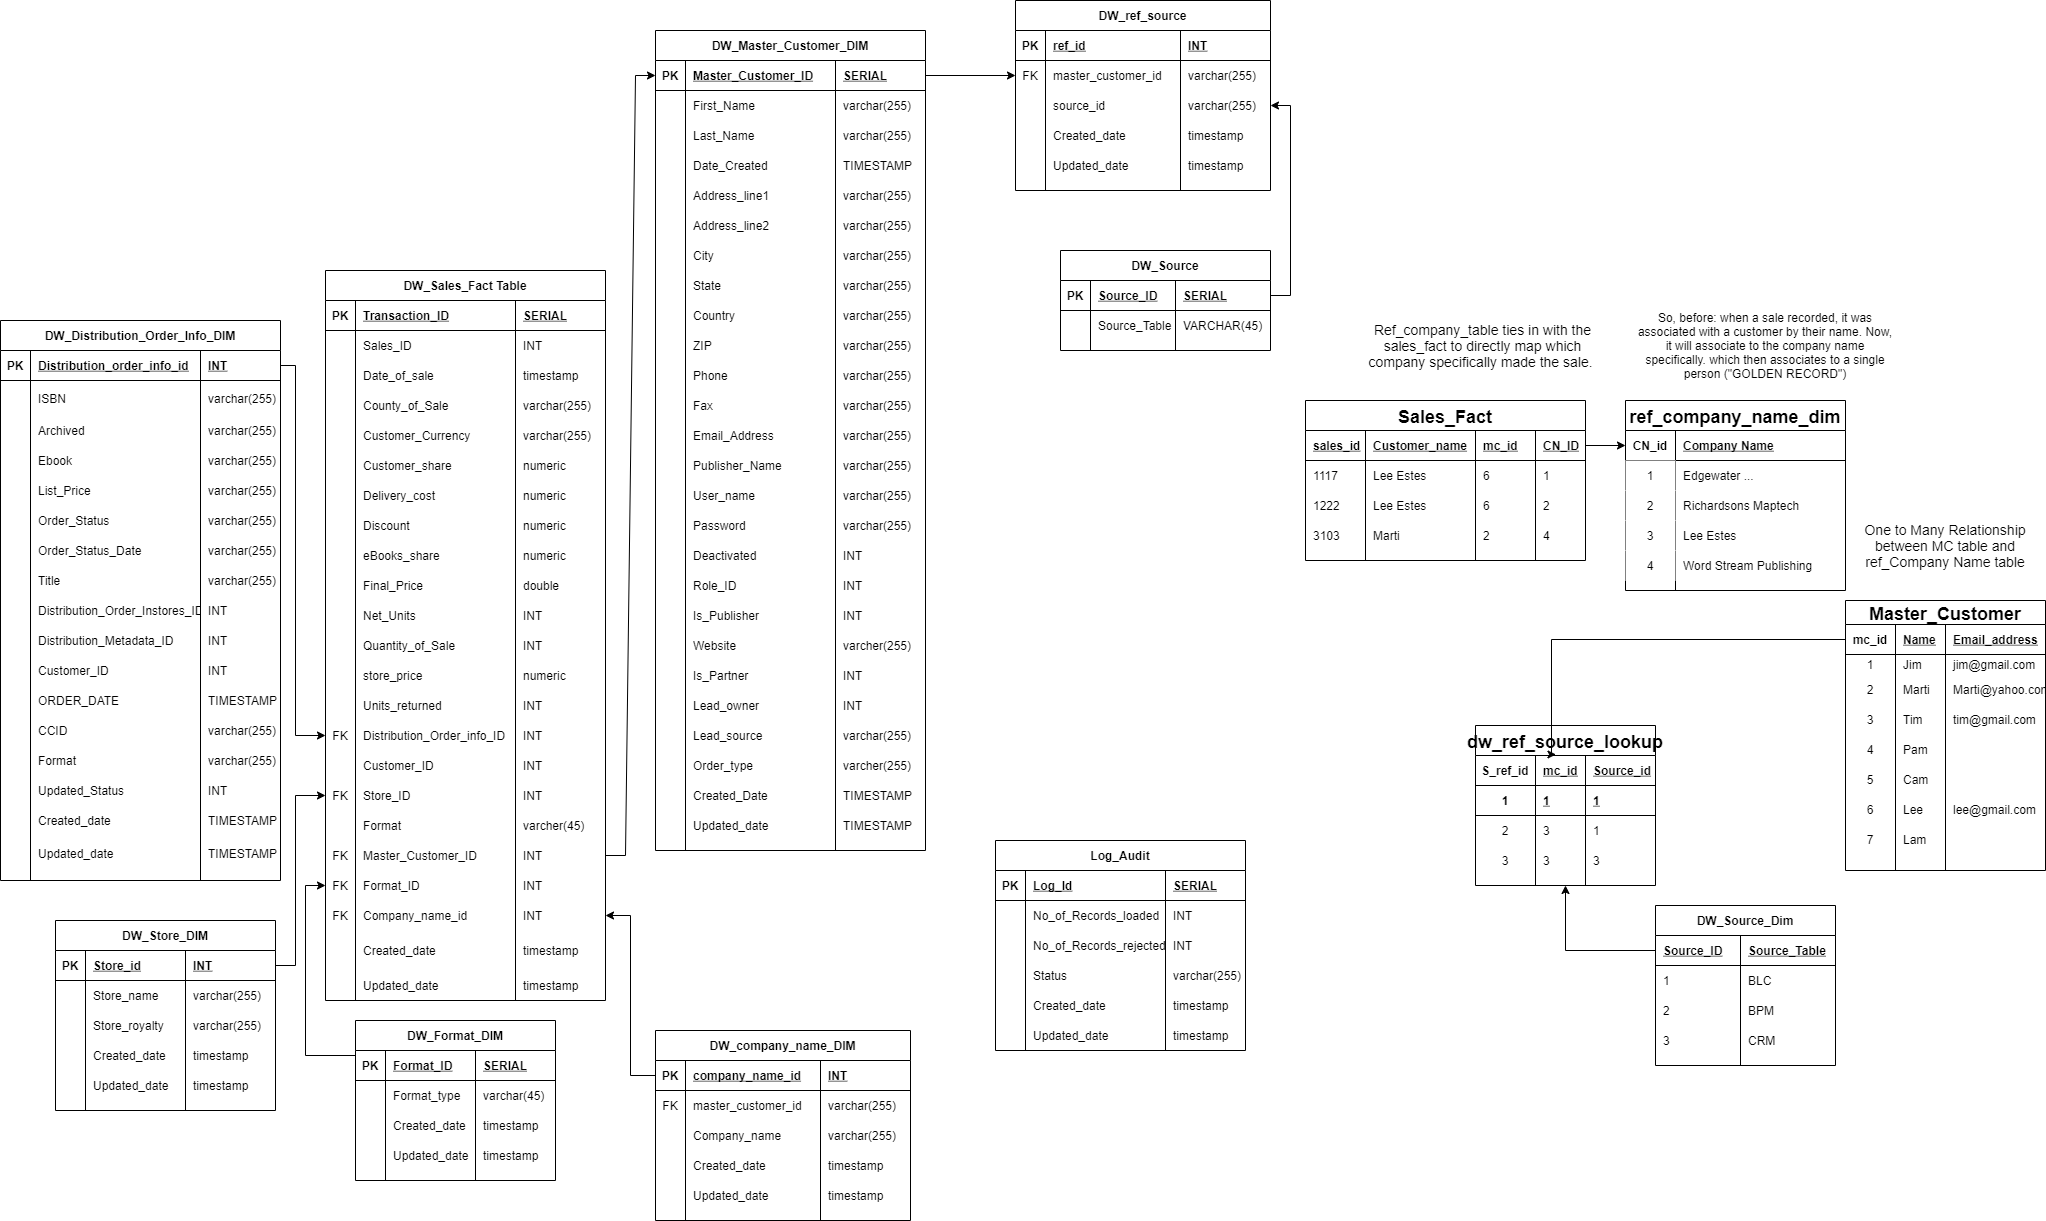 DW_ref_source
PK ref_id INT
FK master_customer_id varchar(255)
source_id varchar(255)
Created_date timestamp
Updated_date timestamp
DW_Master_Customer_DIM
PK Master_Customer_ID SERIAL
First_Name varchar(255)
Last_Name varchar(255)
Date_Created TIMESTAMP
Address_line1 varchar(255)
Address_line2 varchar(255)
City varchar(255)
State varchar(255)
Country varchar(255)
ZIP varchar(255)
Phone varchar(255)
Fax varchar(255)
Email_Address varchar(255)
Publisher_Name varchar(255)
User_name varchar(255)
Password varchar(255)
Deactivated INT
Role_ID INT
Is_Publisher INT
Website varcher(255)
Is_Partner INT
Lead_owner INT
Lead_source varchar(255)
Order_type varcher(255)
Created_Date TIMESTAMP
Updated_date TIMESTAMP
DW_Source
PK Source_ID SERIAL
Source_Table VARCHAR(45)
DW_Sales_Fact Table
PK Transaction_ID SERIAL
Sales_ID INT
Date_of_sale timestamp
County_of_Sale varchar(255)
Customer_Currency varchar(255)
Customer_share numeric
Delivery_cost numeric
Discount numeric
eBooks_share numeric
Final_Price double
Net_Units INT
Quantity_of_Sale INT
store_price numeric
Units_returned INT
FK Distribution_Order_info_ID INT
Customer_ID INT
FK Store_ID INT
Format varcher(45)
FK Master_Customer_ID INT
FK Format_ID INT
FK Company_name_id INT
Created_date timestamp
Updated_date timestamp
DW_Distribution_Order_Info_DIM
PK Distribution_order_info_id INT
ISBN varchar(255)
Archived varchar(255)
Ebook varchar(255)
List_Price varchar(255)
Order_Status varchar(255)
Order_Status_Date varchar(255)
Title varchar(255)
Distribution_Order_Instores_ID INT
Distribution_Metadata_ID INT
Customer_ID INT
ORDER_DATE TIMESTAMP
CCID varchar(255)
Format varchar(255)
Updated_Status INT
Created_date TIMESTAMP
Updated_date TIMESTAMP
DW_Store_DIM
PK Store_id INT
Store_name varchar(255)
Store_royalty varchar(255)
Created_date timestamp
Updated_date timestamp
DW_Format_DIM
PK Format_ID SERIAL
Format_type varchar(45)
Created_date timestamp
Updated_date timestamp
DW_company_name_DIM
PK company_name_id INT
FK master_customer_id varchar(255)
Company_name varchar(255)
Created_date timestamp
Updated_date timestamp
Log_Audit
PK Log_Id SERIAL
No_of_Records_loaded INT
No_of_Records_rejected INT
Status varchar(255)
Created_date timestamp
Updated_date timestamp
Ref_company_table ties in with the
sales_fact to directly map which
company specifically made the sale.
So, before: when a sale recorded, it was
associated with a customer by their name. Now,
it will associate to the company name
specifically. which then associates to a single
person ("GOLDEN RECORD")
Sales_Fact
sales_id Customer_name mc_id CN_ID
1117 Lee Estes 6 1
1222 Lee Estes 6 2
3103 Marti 2 4
ref_company_name_dim
CN_id Company Name
1 Edgewater ...
2 Richardsons Maptech
3 Lee Estes
4 Word Stream Publishing
One to Many Relationship
between MC table and
ref_Company Name table
Master_Customer
mc_id Name Email_address
1 Jim jim@gmail.com
2 Marti Marti@yahoo.com
3 Tim tim@gmail.com
4 Pam
5 Cam
6 Lee lee@gmail.com
7 Lam
dw_ref_source_lookup
S_ref_id mc_id Source_id
1 1 1
2 3 1
3 3 3
DW_Source_Dim
Source_ID Source_Table
1 BLC
2 BPM
3 CRM